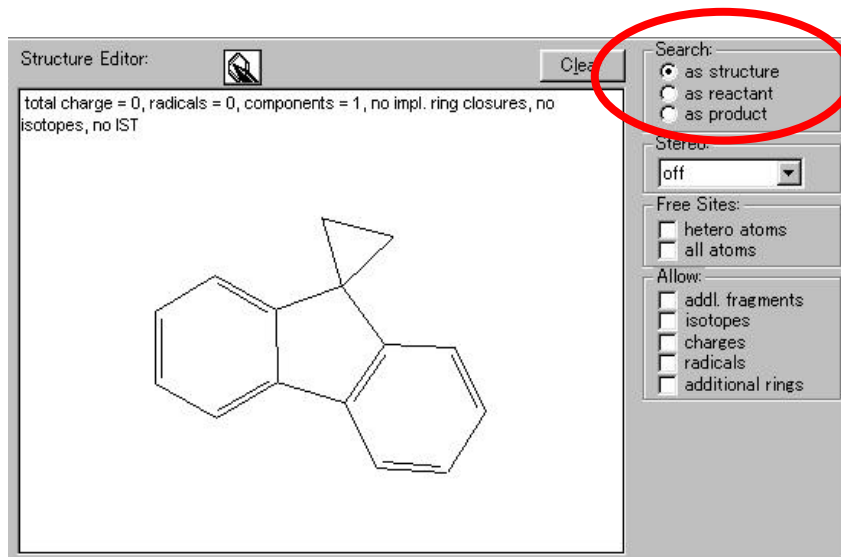 Structure Editor:
Clear
total charge = 0, radicals = 0, components = 1, no impl. ring closures, no
isotopes, no IST
Search:
as structure
as reactant
as product
Stereo:
off
Free Sites:
hetero atoms
all atoms
Allow:
addl. fragments
isotopes
charges
radicals
additional rings